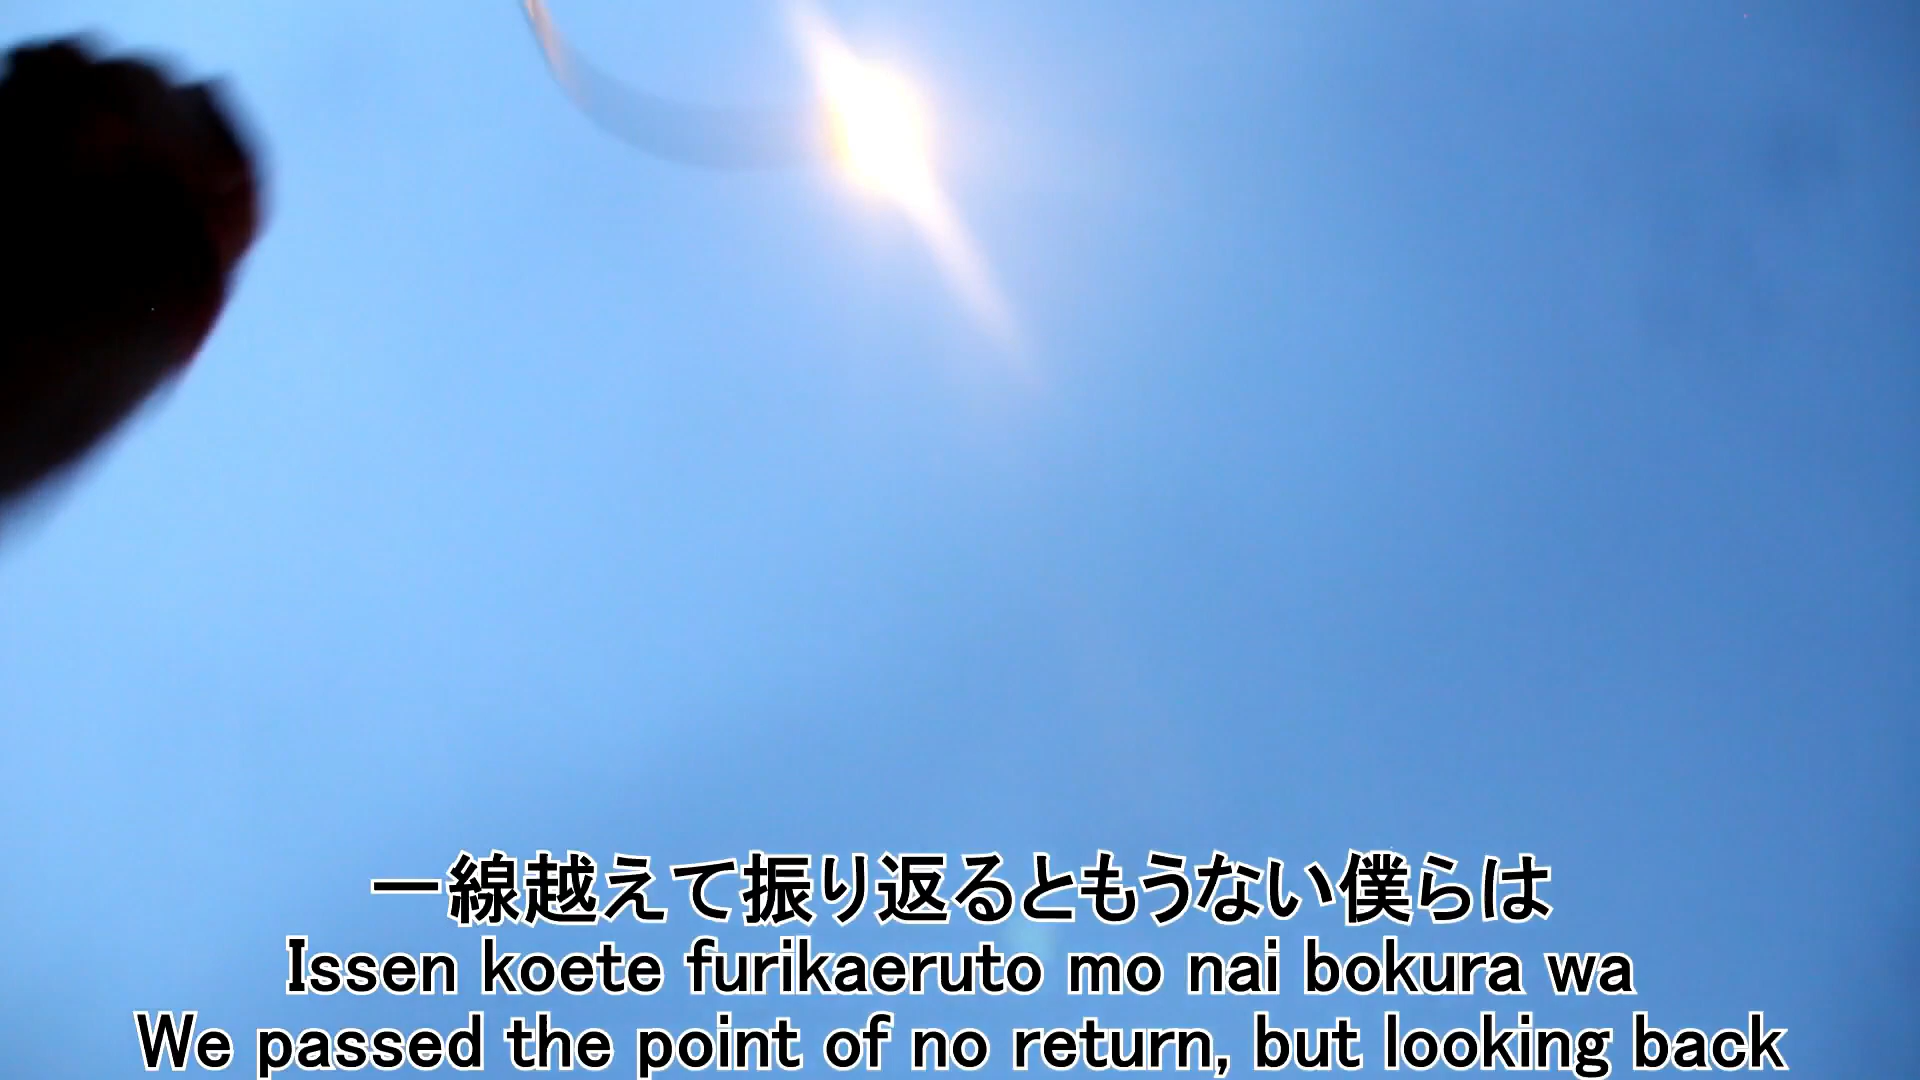 一線越えて振り返るともうない僕らは
Issen koete furikaeruto mo nai bokura wa
We passed the point of no return, but looking back